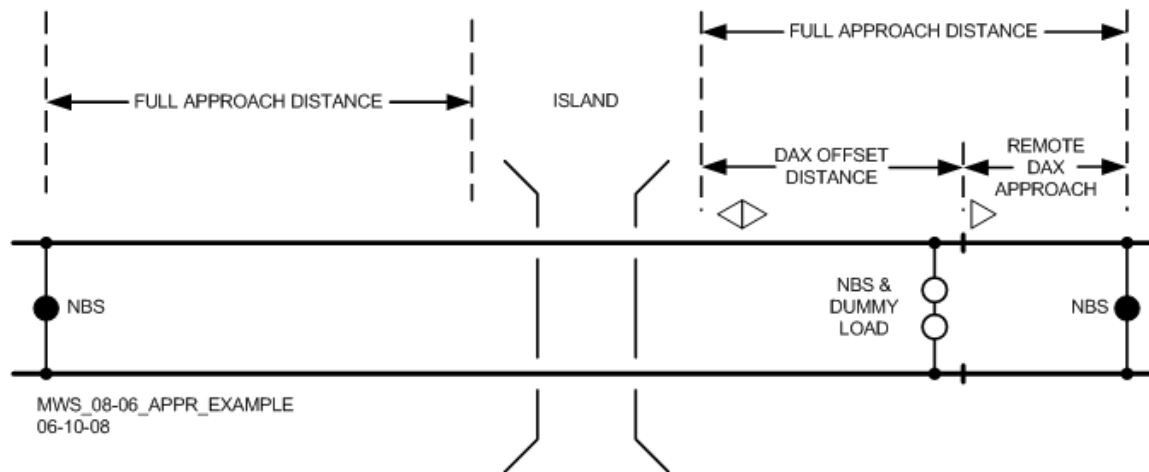 FULL APPROACH DISTANCE
FULL APPROACH DISTANCE
ISLAND
DAX OFFSET
DISTANCE
REMOTE
DAX
APPROACH
NBS
NBS &
DUMMY
LOAD
NBS
MWS_08-06_APPR_EXAMPLE
06-10-08